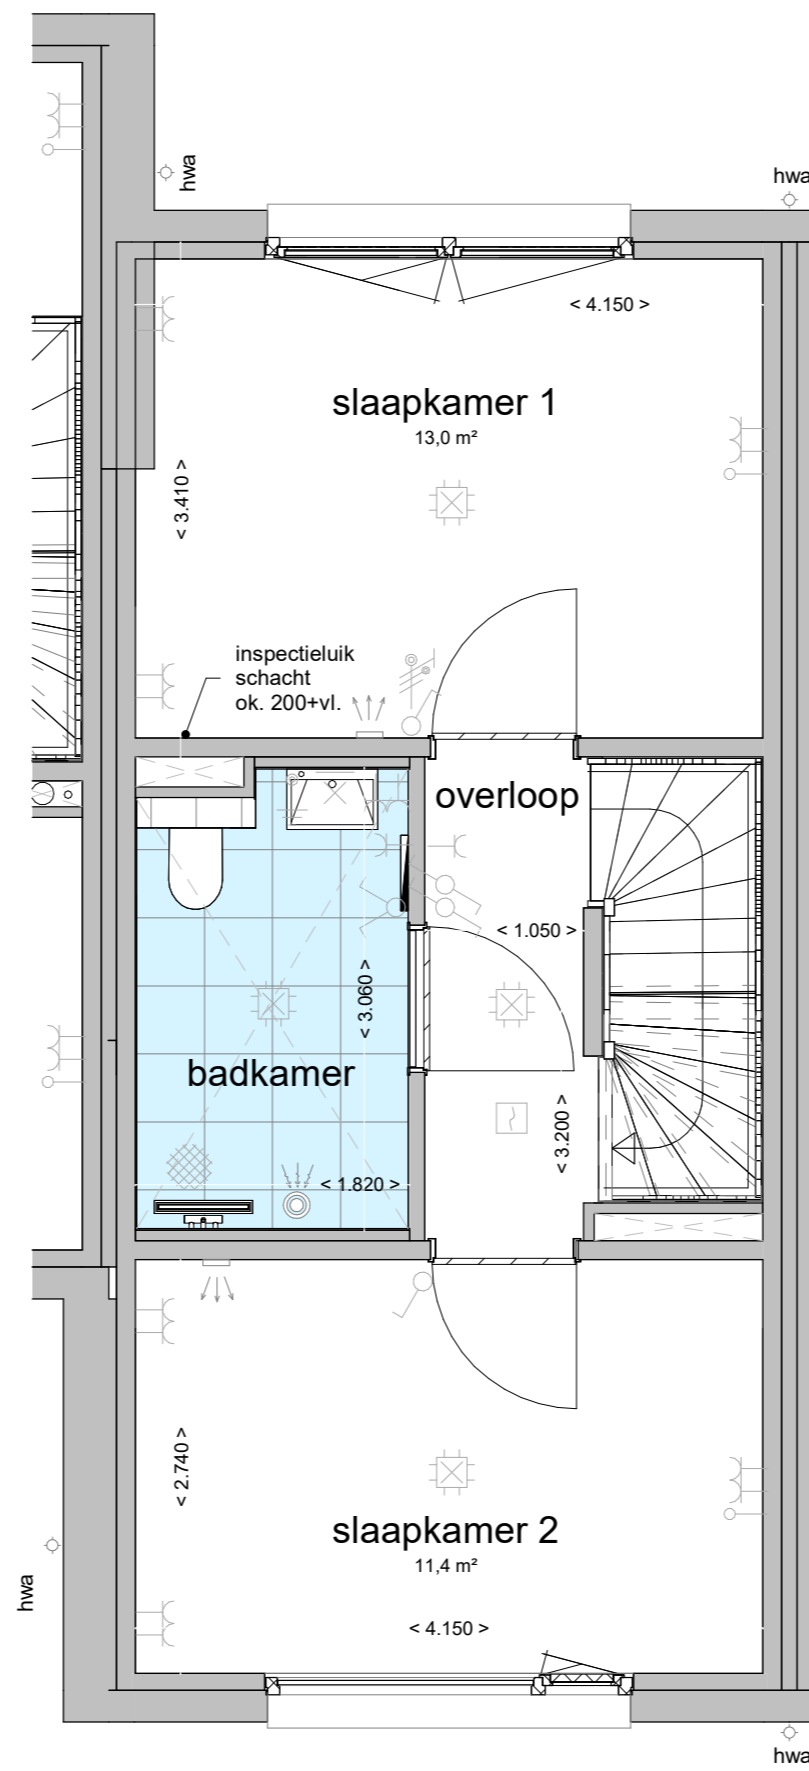 hwa
hwa
< 4.150 >
slaapkamer 1
13,0 m²
< 3.410 >
inspectieluik
schacht
ok. 200+vl.
overloop
< 1.050 >
< 3.060 >
badkamer
< 3.200 >
< 1.820 >
< 2.740 >
slaapkamer 2
11,4 m²
hwa
< 4.150 >
hwa